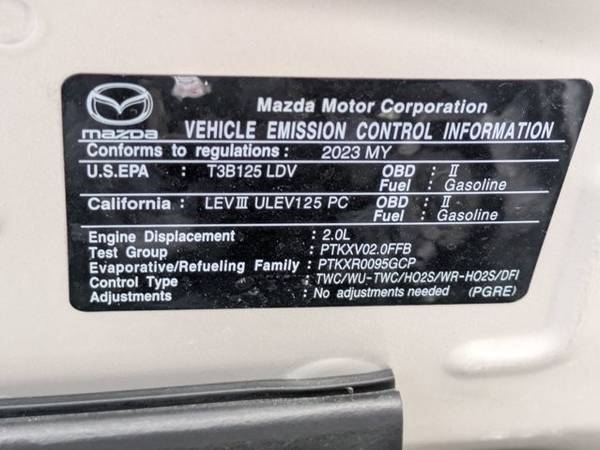 Mazda Motor Corporation
mazda VEHICLE EMISSION CONTROL INFORMATION
Conforms to regulations : 2023 MY
U.S.EPA : T3B125 LDV OBD : II
Fuel : Gasoline
California : LEVIII ULEV125 PC OBD : II
Fuel : Gasoline
Engine Displacement : 2.0L
Test Group : PTKXV02.0FFB
Evaporative/Refueling Family : PTKXR0095GCP
Control Type : TWC/WU-TWC/HO2S/WR-HO2S/DFI
Adjustments : No adjustments needed (PGRE)